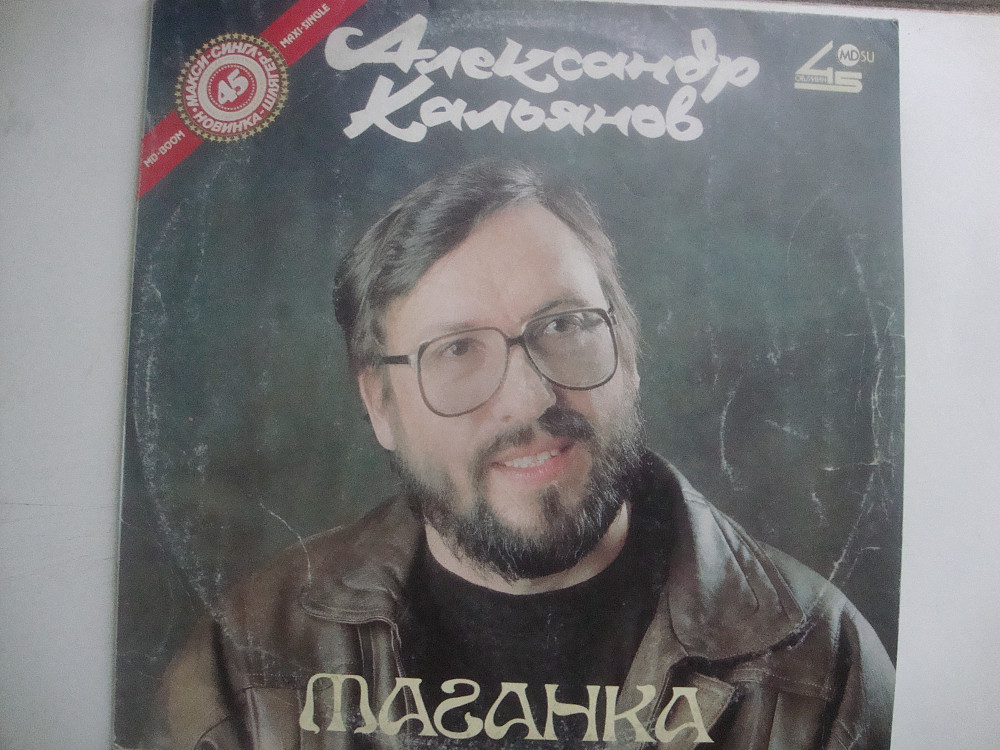 MAXI-SINGLE
МАКСИ-СИНГЛ
45
НОВИНКА-ШЛЯГЕР
MD-BOOM
Александр
Кальянов
MD SU
45
ТАГАНКА